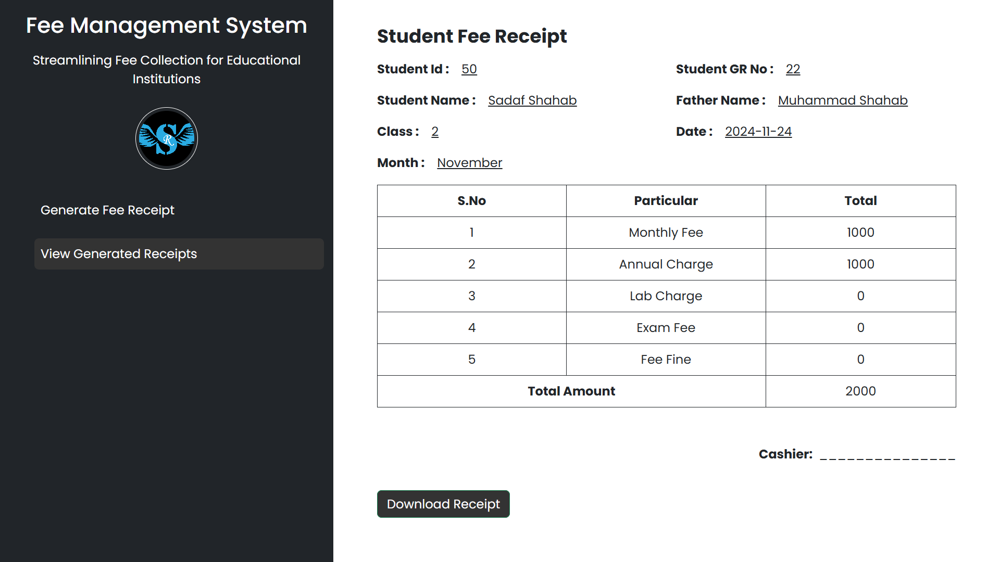 Fee Management System
Streamlining Fee Collection for Educational
Institutions
S
R
Generate Fee Receipt
View Generated Receipts
Student Fee Receipt
Student Id : 50 Student GR No : 22
Student Name : Sadaf Shahab Father Name : Muhammad Shahab
Class : 2 Date : 2024-11-24
Month : November
S.No Particular Total
1 Monthly Fee 1000
2 Annual Charge 1000
3 Lab Charge 0
4 Exam Fee 0
5 Fee Fine 0
Total Amount 2000
Cashier: _______________
Download Receipt